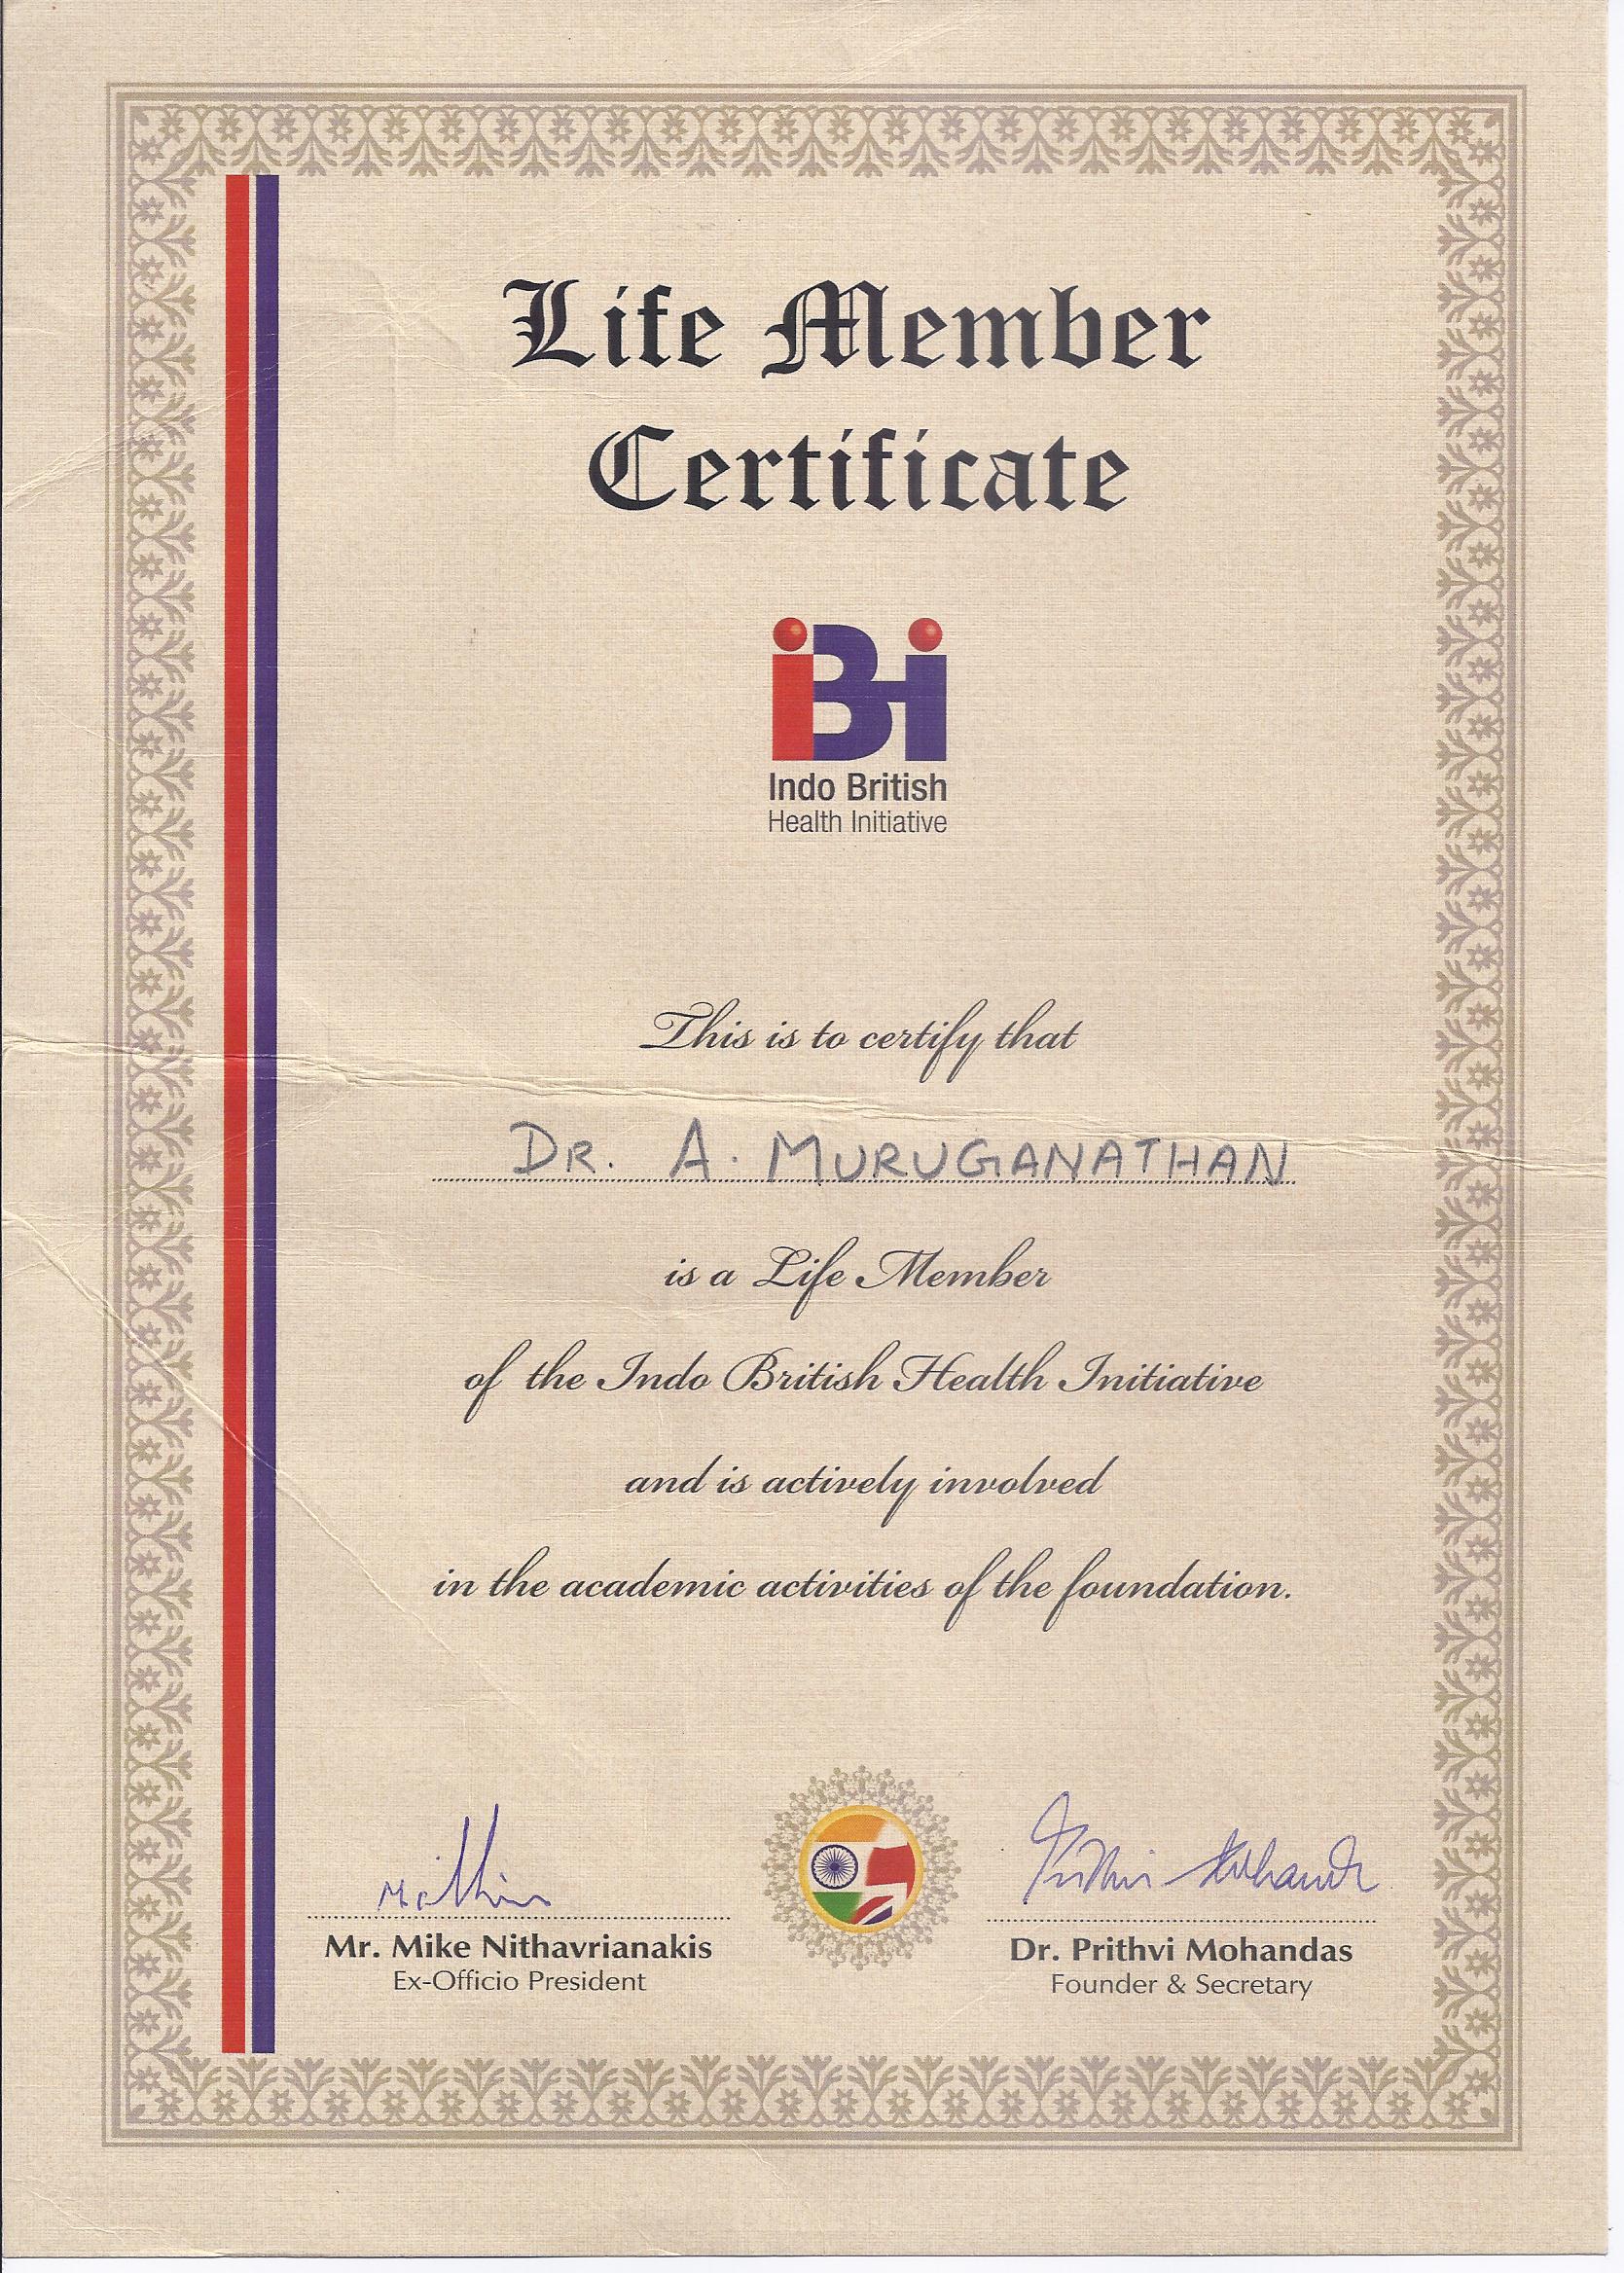 Life Member
Certificate
iBHi
Indo British
Health Initiative
This is to certify that
DR. A. MURUGANATHAN
is a Life Member
of the Indo British Health Initiative
and is actively involved
in the academic activities of the foundation.
Mr. Mike Nithavrianakis
Ex-Officio President
Dr. Prithvi Mohandas
Founder & Secretary